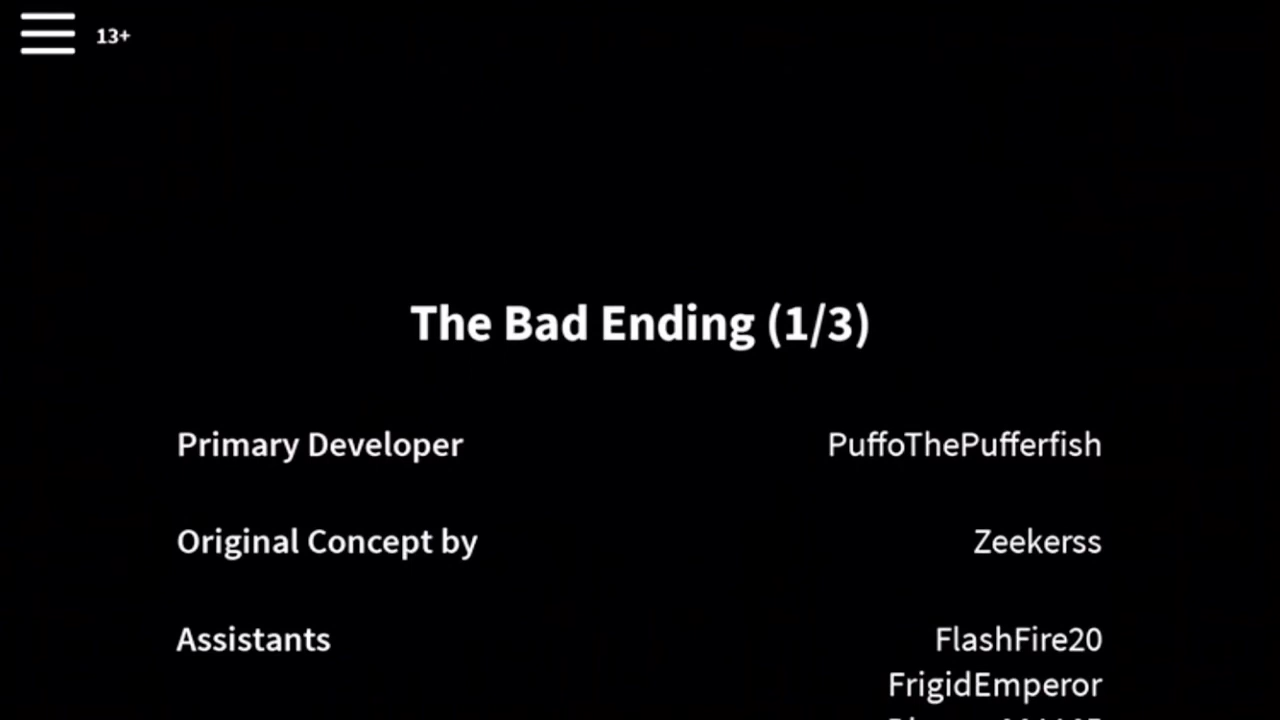 13+
The Bad Ending (1/3)
Primary Developer PuffoThePufferfish
Original Concept by Zeekerss
Assistants FlashFire20
FrigidEmperor